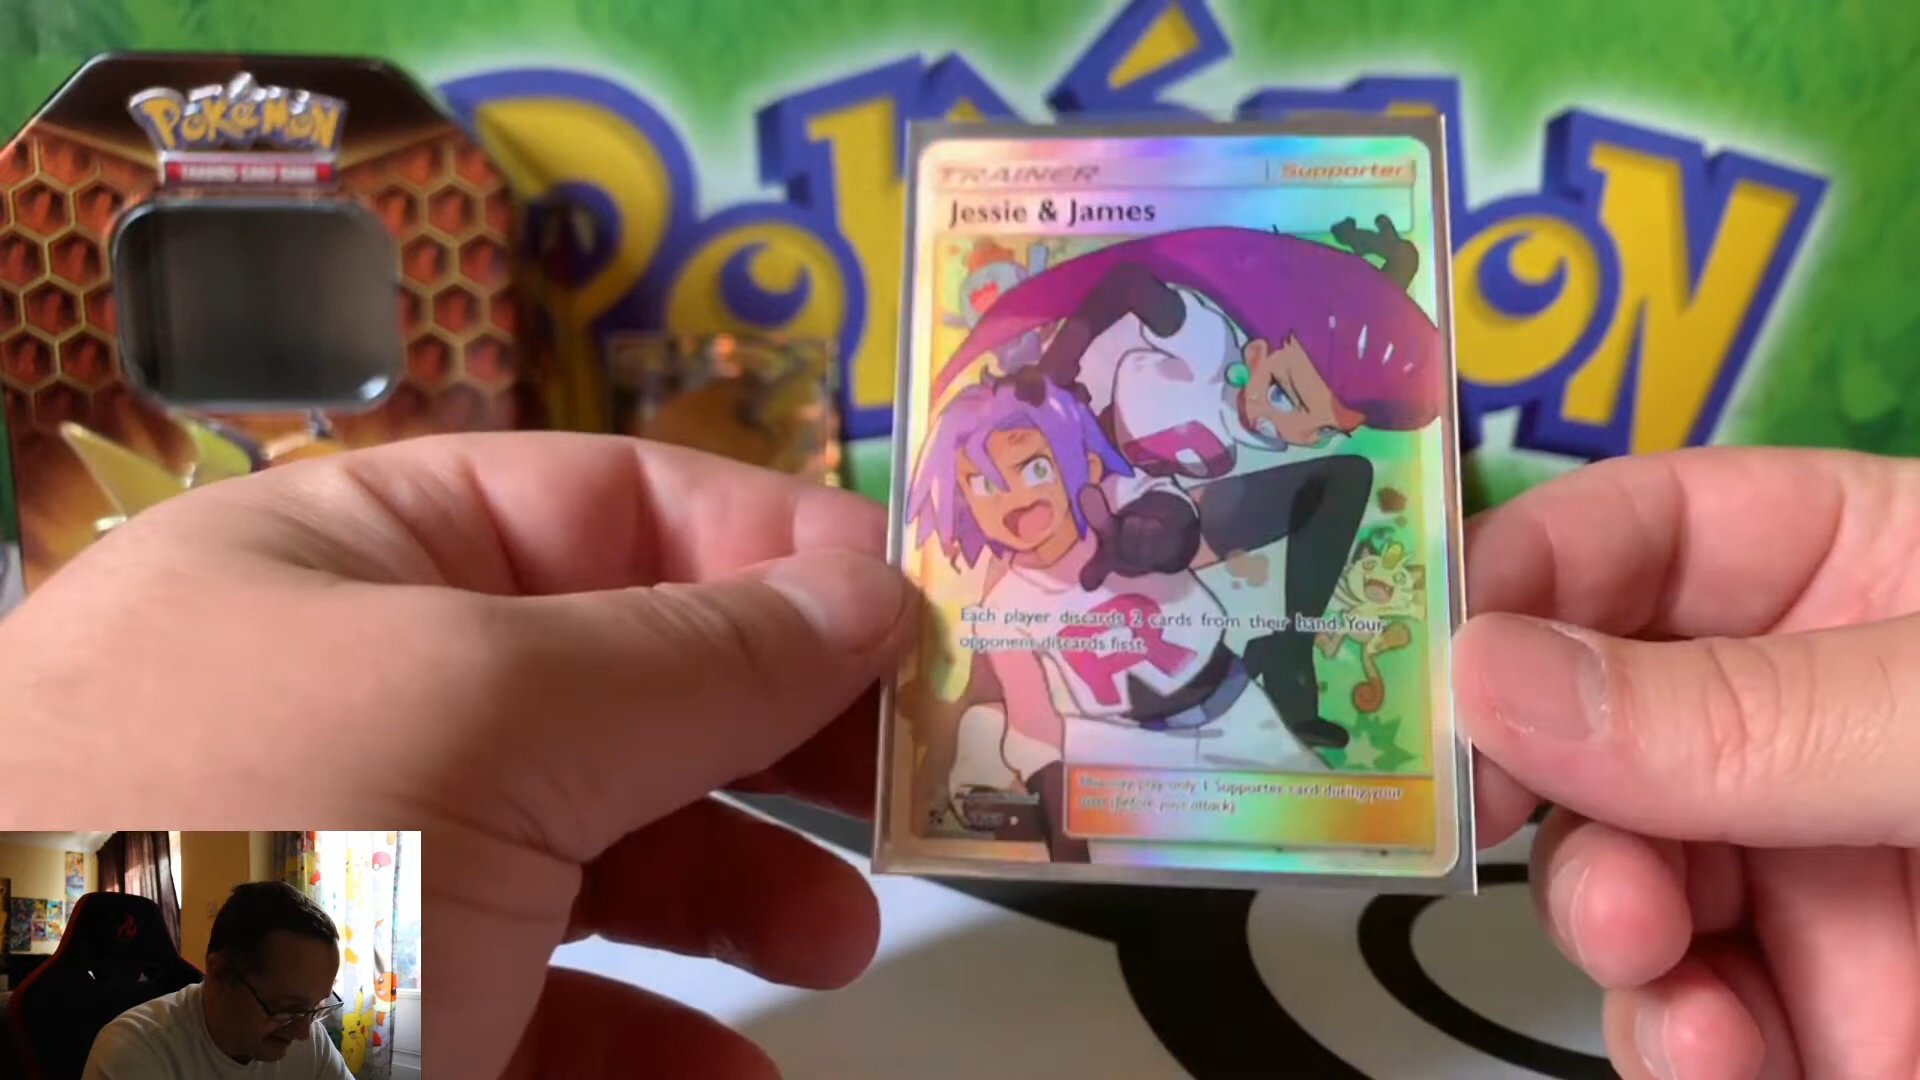 POKéMON
TRADING CARD GAME
POKéMON
TRAINER
Supporter
Jessie & James
Each player discards 2 cards from their hand. Your
opponent discards first.
You may play only 1 Supporter card during your
turn (before your attack).